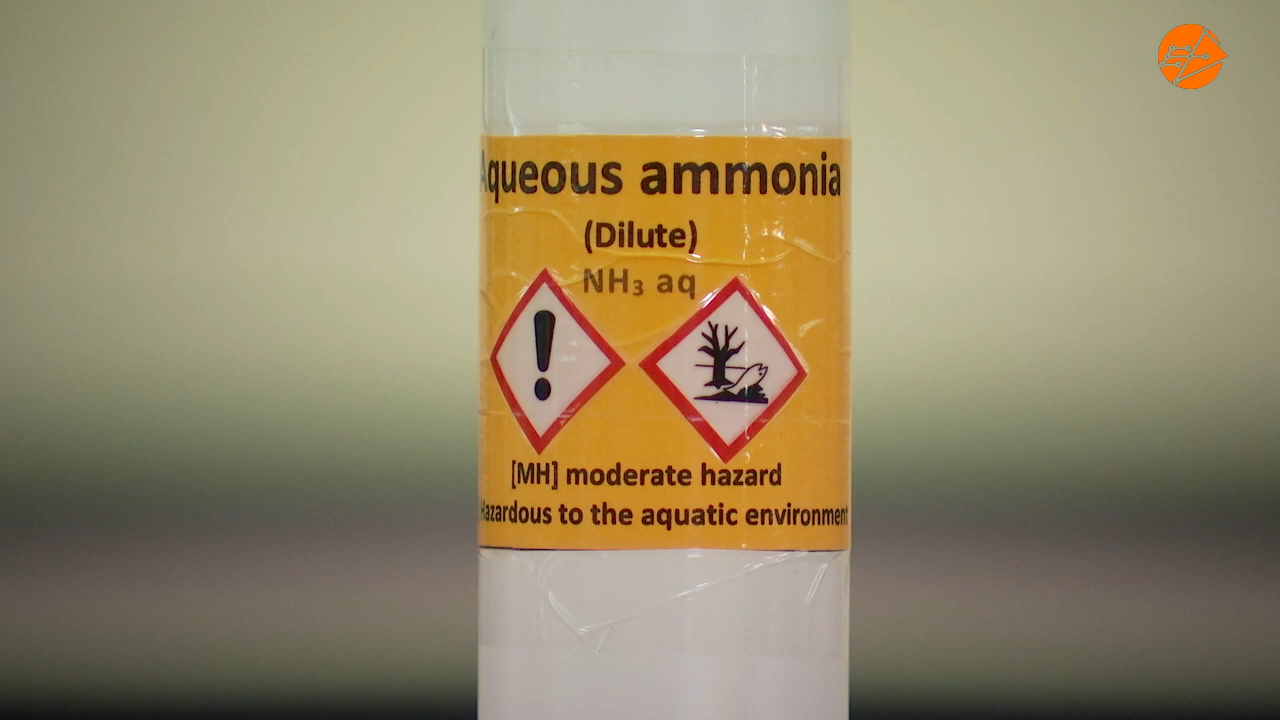 Aqueous ammonia
(Dilute)
NH₃ aq
[MH] moderate hazard
Hazardous to the aquatic environment